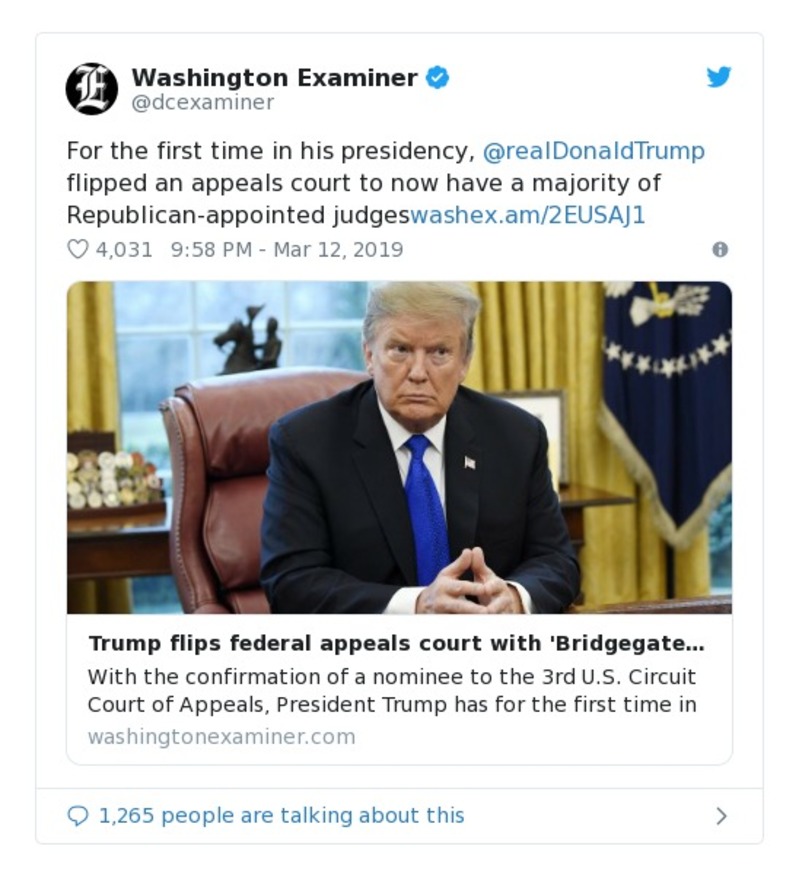 Washington Examiner
@dcexaminer
For the first time in his presidency, @realDonaldTrump
flipped an appeals court to now have a majority of
Republican-appointed judgeswashex.am/2EUSAJ1
4,031 9:58 PM - Mar 12, 2019
Trump flips federal appeals court with 'Bridgegate...
With the confirmation of a nominee to the 3rd U.S. Circuit
Court of Appeals, President Trump has for the first time in
washingtonexaminer.com
1,265 people are talking about this